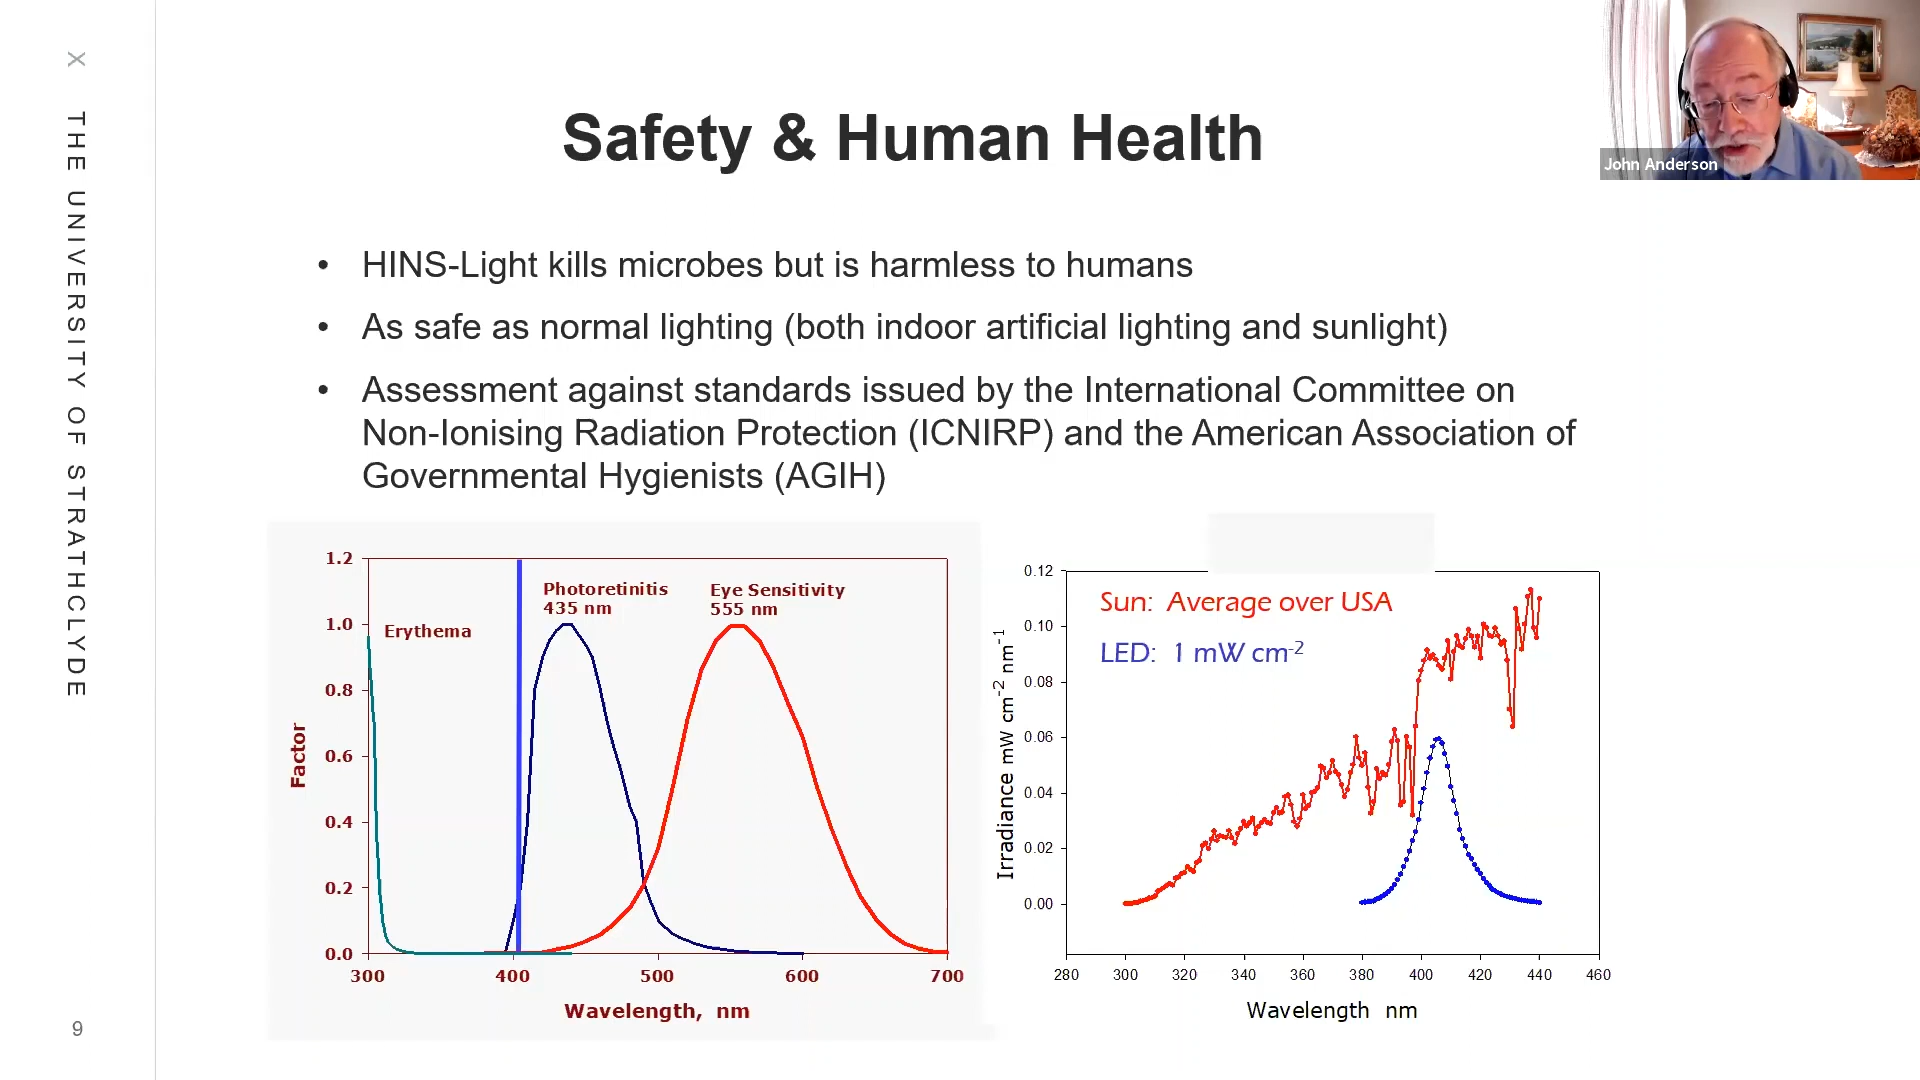 X THE UNIVERSITY OF STRATHCLYDE
John Anderson
Safety & Human Health
• HINS-Light kills microbes but is harmless to humans
• As safe as normal lighting (both indoor artificial lighting and sunlight)
• Assessment against standards issued by the International Committee on
Non-Ionising Radiation Protection (ICNIRP) and the American Association of
Governmental Hygienists (AGIH)
1.2
1.0
0.8
0.6
0.4
0.2
0.0
Factor
Erythema
Photoretinitis
435 nm
Eye Sensitivity
555 nm
300 400 500 600 700
Wavelength, nm
0.12
0.10
0.08
0.06
0.04
0.02
0.00
Irradiance mW cm-2 nm-1
Sun: Average over USA
LED: 1 mW cm-2
280 300 320 340 360 380 400 420 440 460
Wavelength nm
9